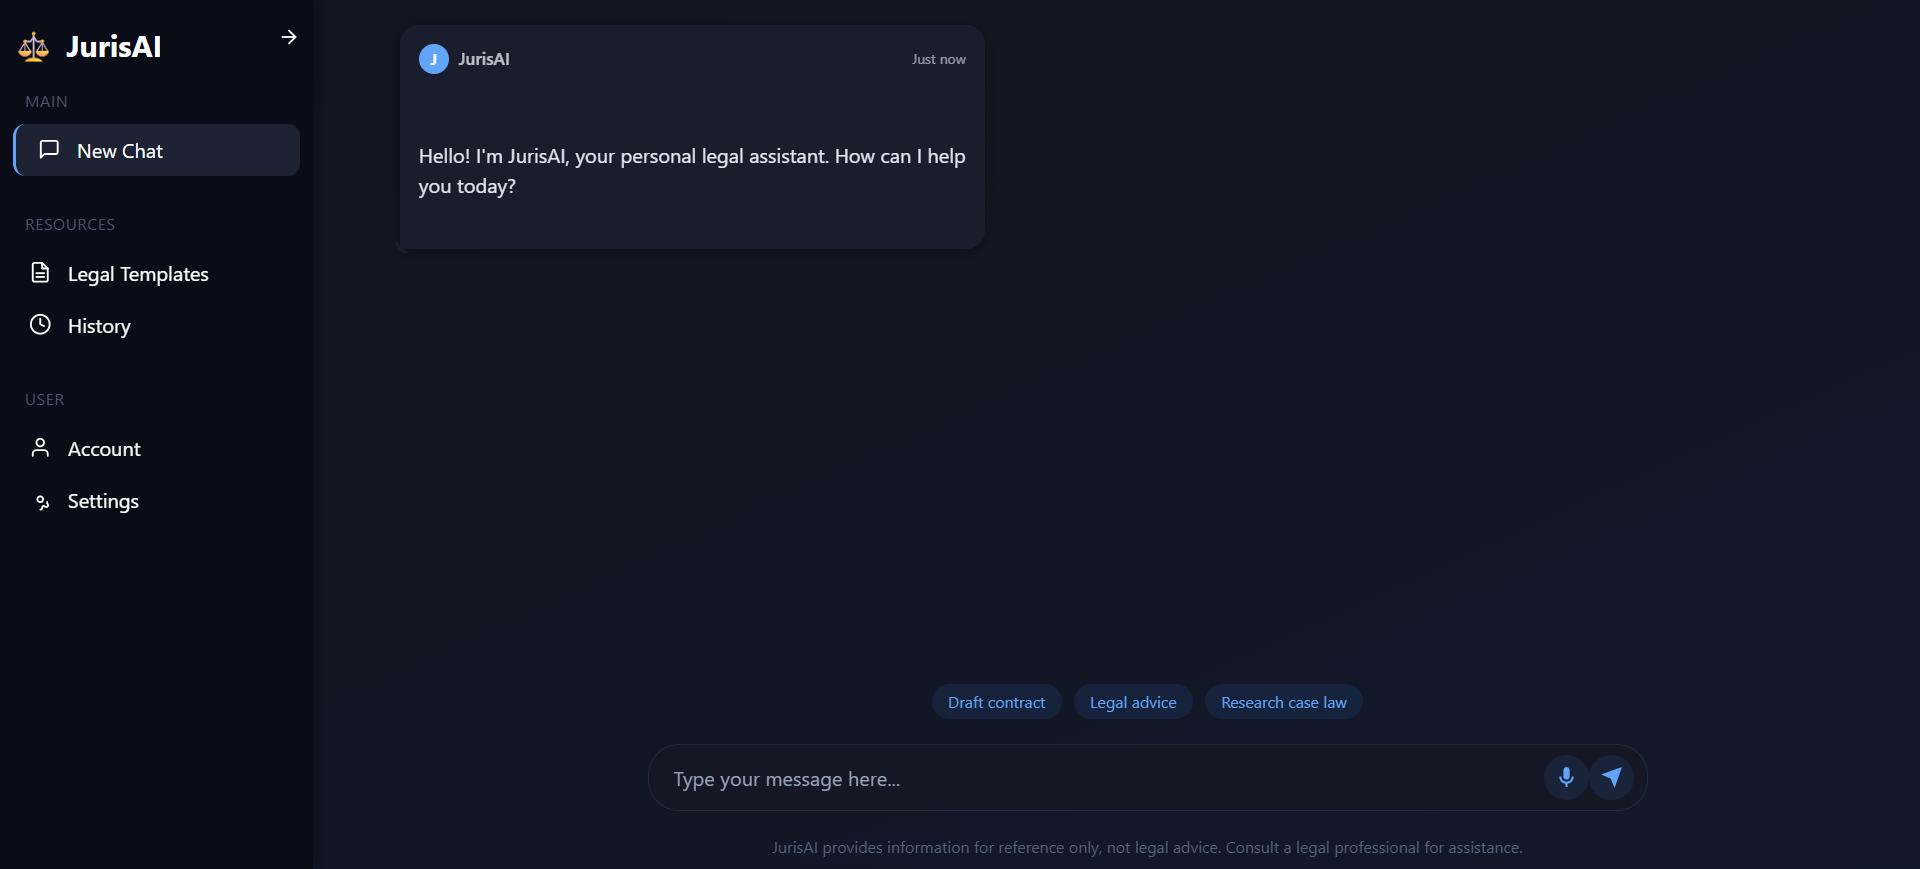 JurisAI
MAIN
New Chat
RESOURCES
Legal Templates
History
USER
Account
Settings
J JurisAI Just now
Hello! I'm JurisAI, your personal legal assistant. How can I help
you today?
Draft contract Legal advice Research case law
Type your message here...
JurisAI provides information for reference only, not legal advice. Consult a legal professional for assistance.